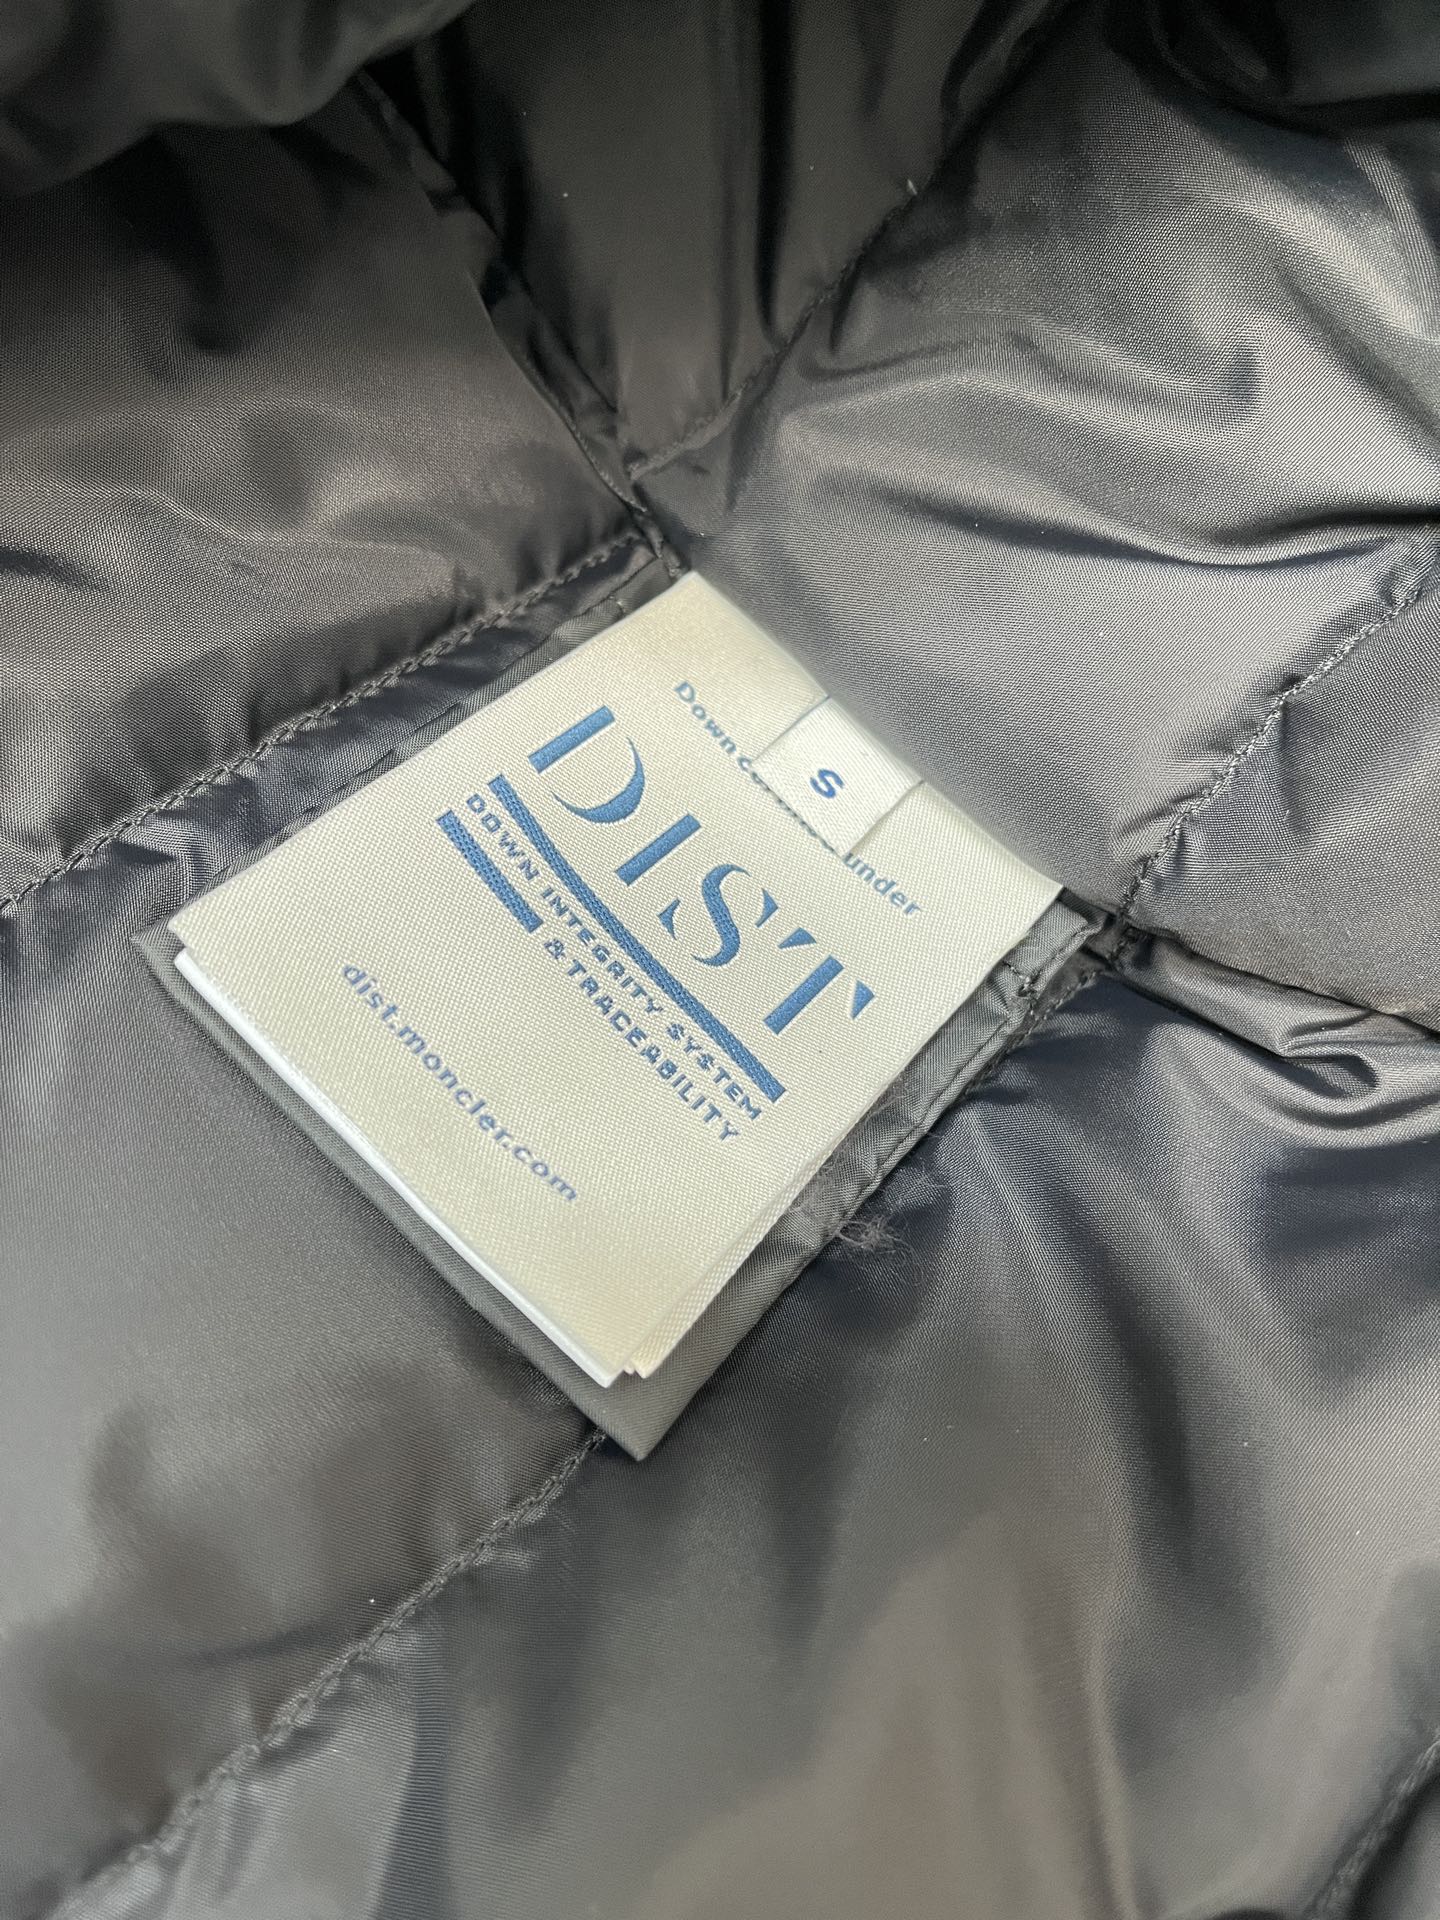 Down under
S
DIST
DOWN INTEGRITY SYSTEM
& TRACEABILITY
dist.moncler.com